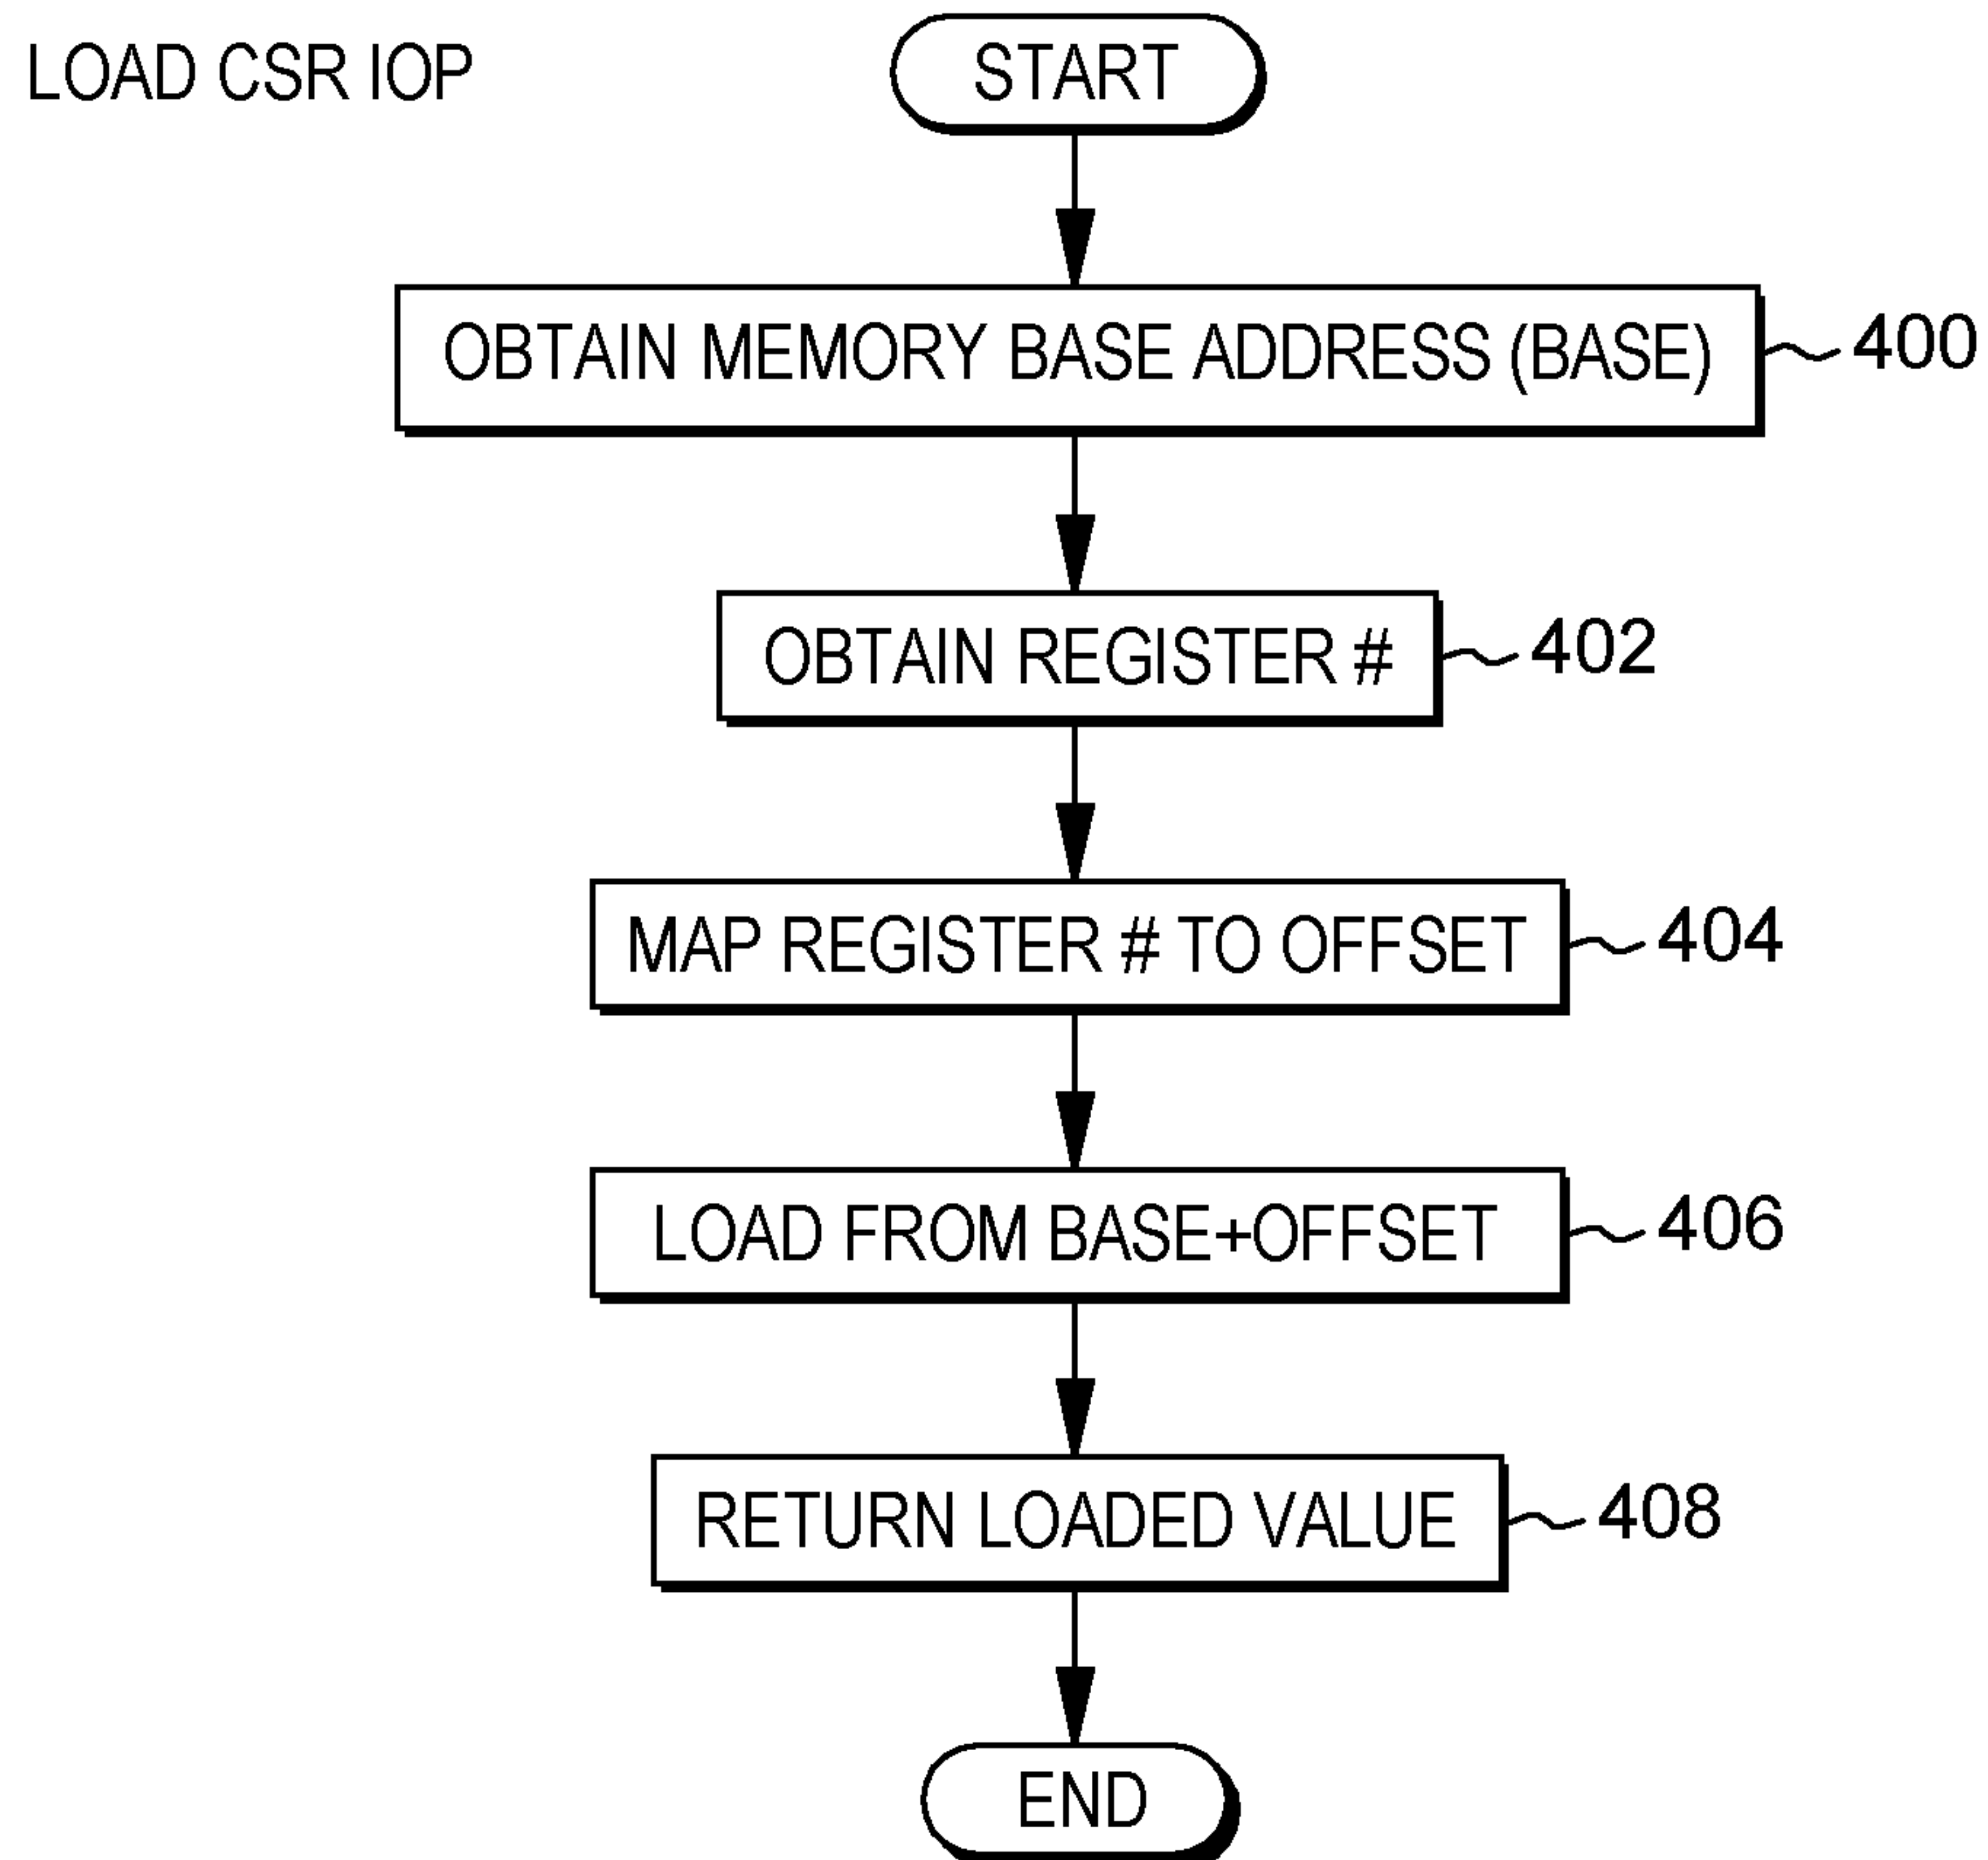 LOAD CSR IOP
START
OBTAIN MEMORY BASE ADDRESS (BASE)
400
OBTAIN REGISTER #
402
MAP REGISTER # TO OFFSET
404
LOAD FROM BASE+OFFSET
406
RETURN LOADED VALUE
408
END